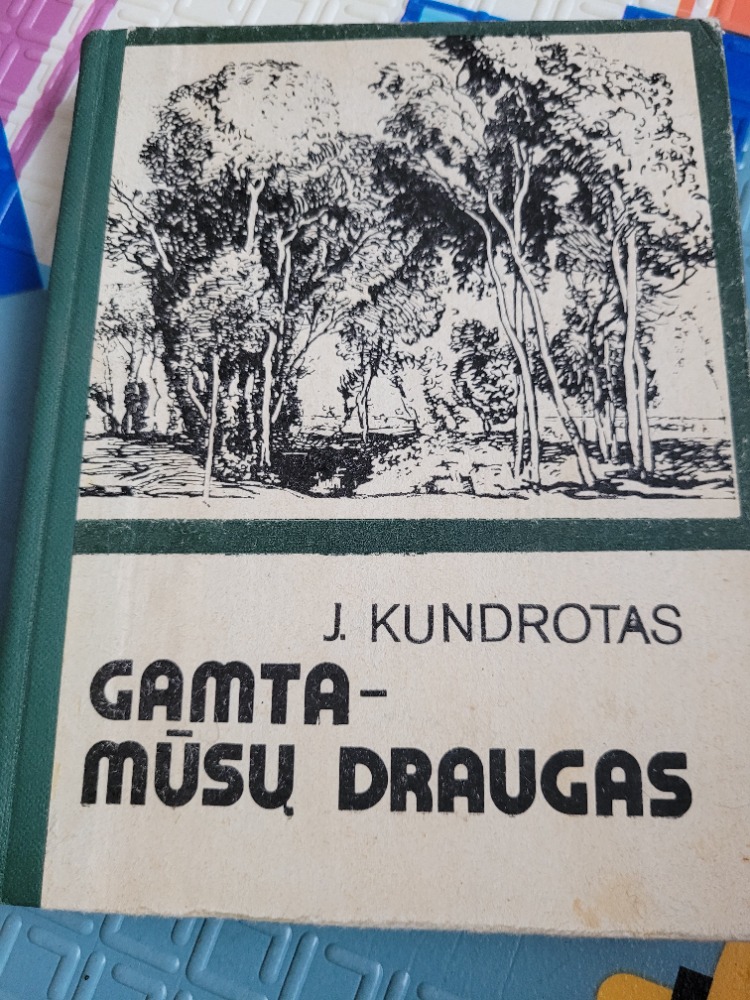 J. KUNDROTAS
GAMTA-
MŪSŲ DRAUGAS